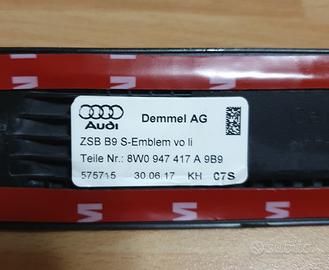 Audi
Demmel AG
ZSB B9 S-Emblem vo li
Teile Nr.: 8W0 947 417 A 9B9
575715 30.06.17 KH C7S
subito